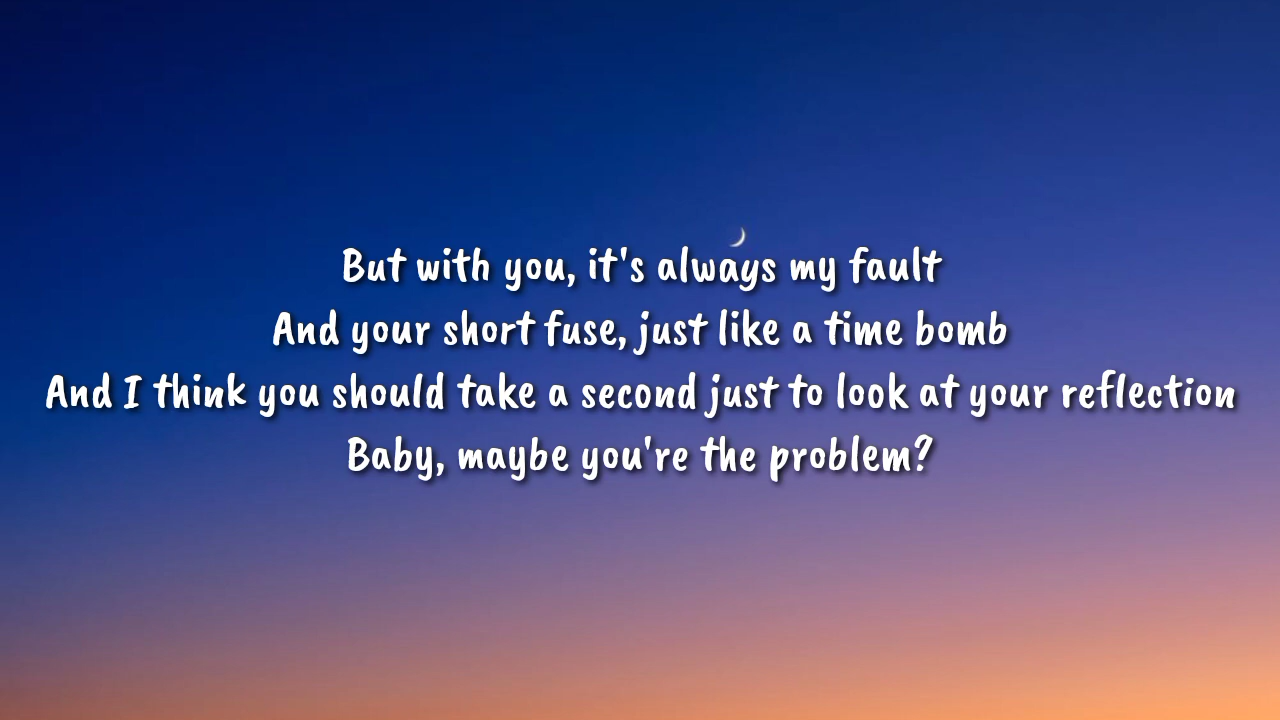 But with you, it's always my fault
And your short fuse, just like a time bomb
And I think you should take a second just to look at your reflection
Baby, maybe you're the problem?